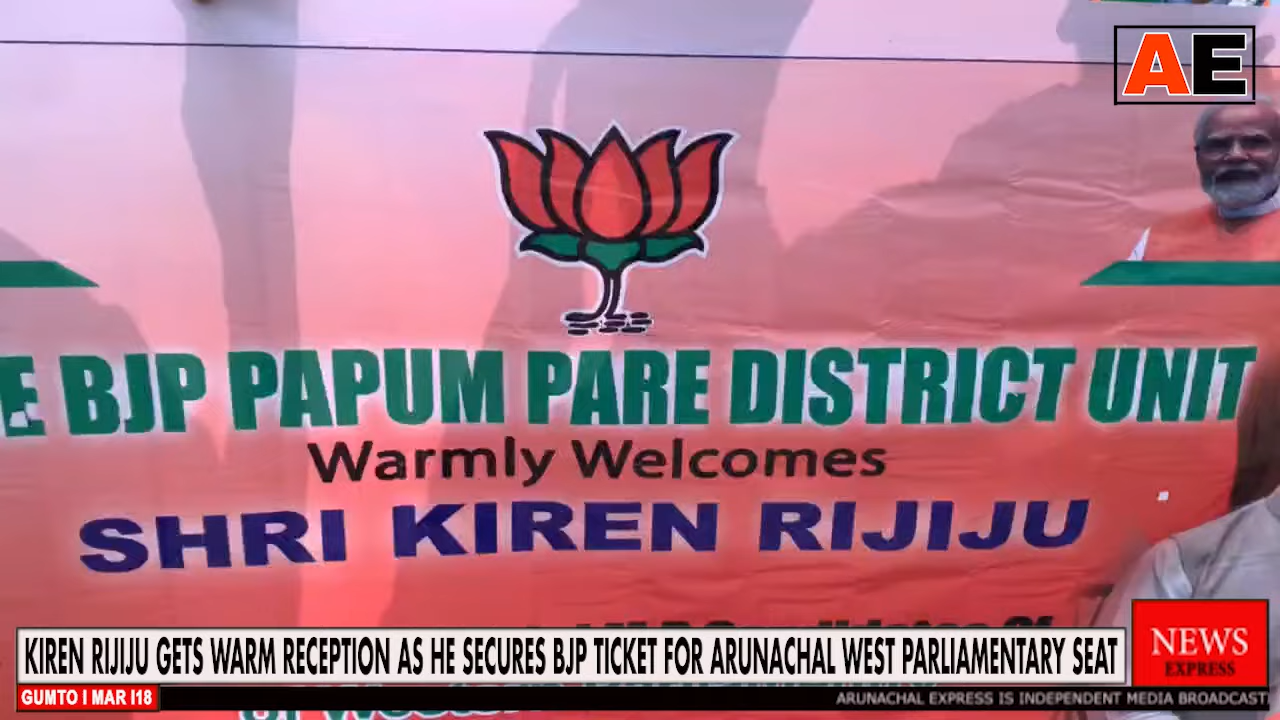 AE
E BJP PAPUM PARE DISTRICT UNIT
Warmly Welcomes
SHRI KIREN RIJIJU
KIREN RIJIJU GETS WARM RECEPTION AS HE SECURES BJP TICKET FOR ARUNACHAL WEST PARLIAMENTARY SEAT
NEWS
EXPRESS
GUMTO I MAR I18
ARUNACHAL EXPRESS IS INDEPENDENT MEDIA BROADCAST